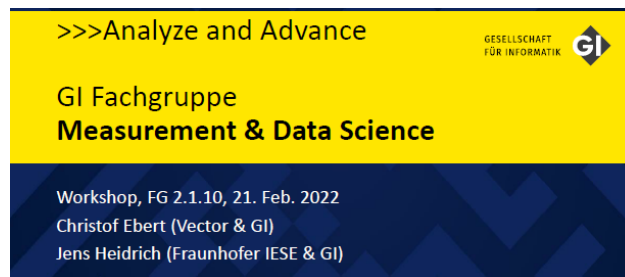 >>>Analyze and Advance
GESELLSCHAFT
FÜR INFORMATIK
GI
GI Fachgruppe
Measurement & Data Science
Workshop, FG 2.1.10, 21. Feb. 2022
Christof Ebert (Vector & GI)
Jens Heidrich (Fraunhofer IESE & GI)